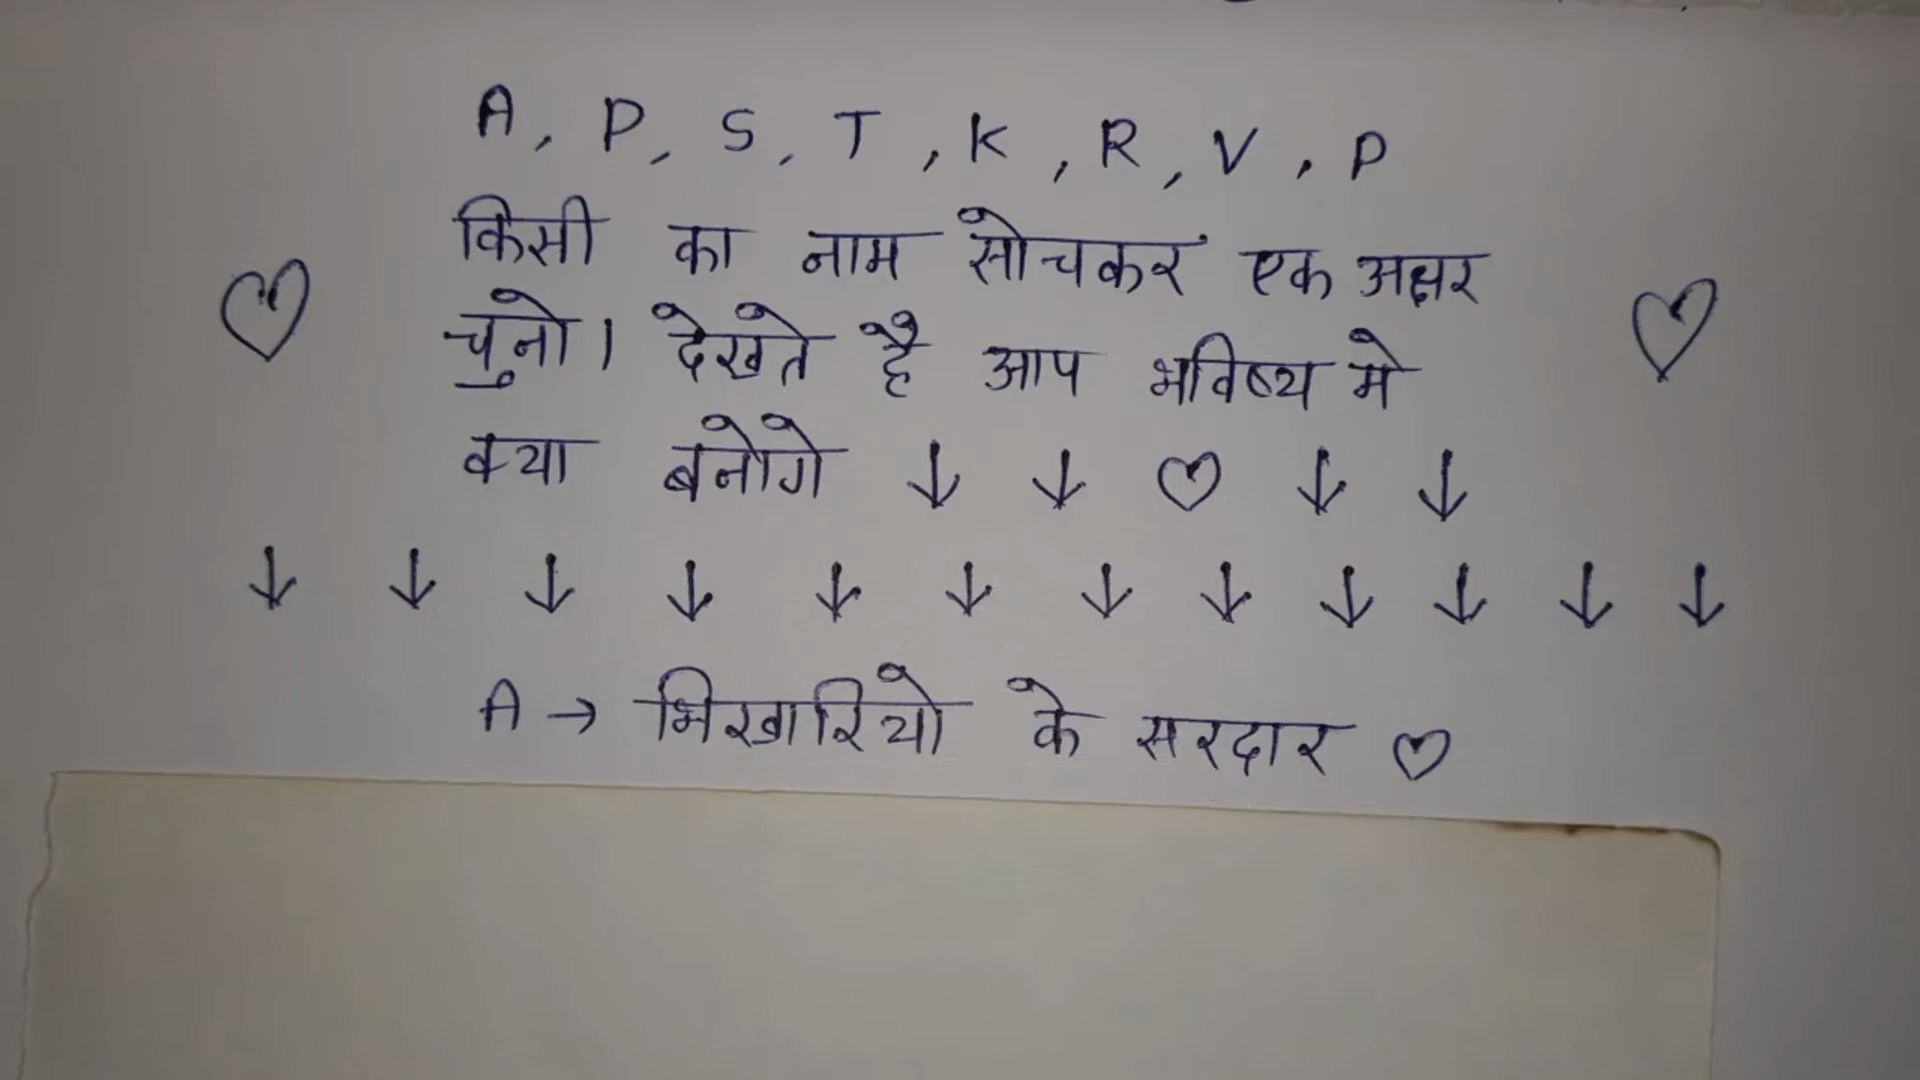 A, P, S, T, K, R, V, P
किसी का नाम सोचकर एक अक्षर
चुनो। देखते है आप भविष्य मे
क्या बनोगे ↓ ↓ ♡ ↓ ↓
↓ ↓ ↓ ↓ ↓ ↓ ↓ ↓ ↓ ↓ ↓ ↓
A → भिखारियो के सरदार ♡